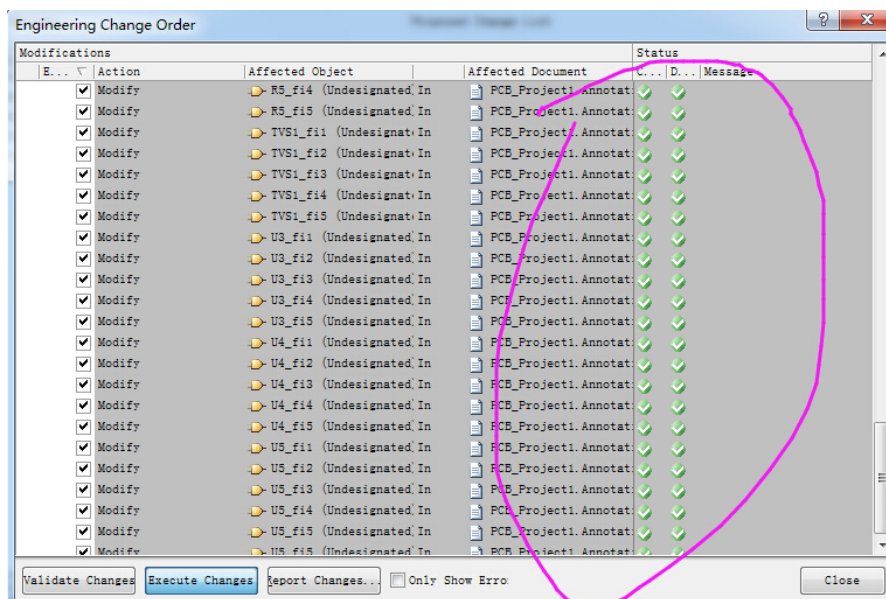 Engineering Change Order
Modifications Status
E... Action Affected Object Affected Document C... D... Message
Modify R5_fi4 (Undesignated In PCB_Project1.Annotat
Modify R5_fi5 (Undesignated In PCB_Project1.Annotat
Modify TVS1_fi1 (Undesignat In PCB_Project1.Annotat
Modify TVS1_fi2 (Undesignat In PCB_Project1.Annotat
Modify TVS1_fi3 (Undesignat In PCB_Project1.Annotat
Modify TVS1_fi4 (Undesignat In PCB_Project1.Annotat
Modify TVS1_fi5 (Undesignat In PCB_Project1.Annotat
Modify U3_fi1 (Undesignated In PCB_Project1.Annotat
Modify U3_fi2 (Undesignated In PCB_Project1.Annotat
Modify U3_fi3 (Undesignated In PCB_Project1.Annotat
Modify U3_fi4 (Undesignated In PCB_Project1.Annotat
Modify U3_fi5 (Undesignated In PCB_Project1.Annotat
Modify U4_fi1 (Undesignated In PCB_Project1.Annotat
Modify U4_fi2 (Undesignated In PCB_Project1.Annotat
Modify U4_fi3 (Undesignated In PCB_Project1.Annotat
Modify U4_fi4 (Undesignated In PCB_Project1.Annotat
Modify U4_fi5 (Undesignated In PCB_Project1.Annotat
Modify U5_fi1 (Undesignated In PCB_Project1.Annotat
Modify U5_fi2 (Undesignated In PCB_Project1.Annotat
Modify U5_fi3 (Undesignated In PCB_Project1.Annotat
Modify U5_fi4 (Undesignated In PCB_Project1.Annotat
Modify U5_fi5 (Undesignated In PCB_Project1.Annotat
Modify U5_fi5 (Undesignated In PCB_Project1.Annotat
Validate Changes Execute Changes Report Changes... Only Show Erro Close